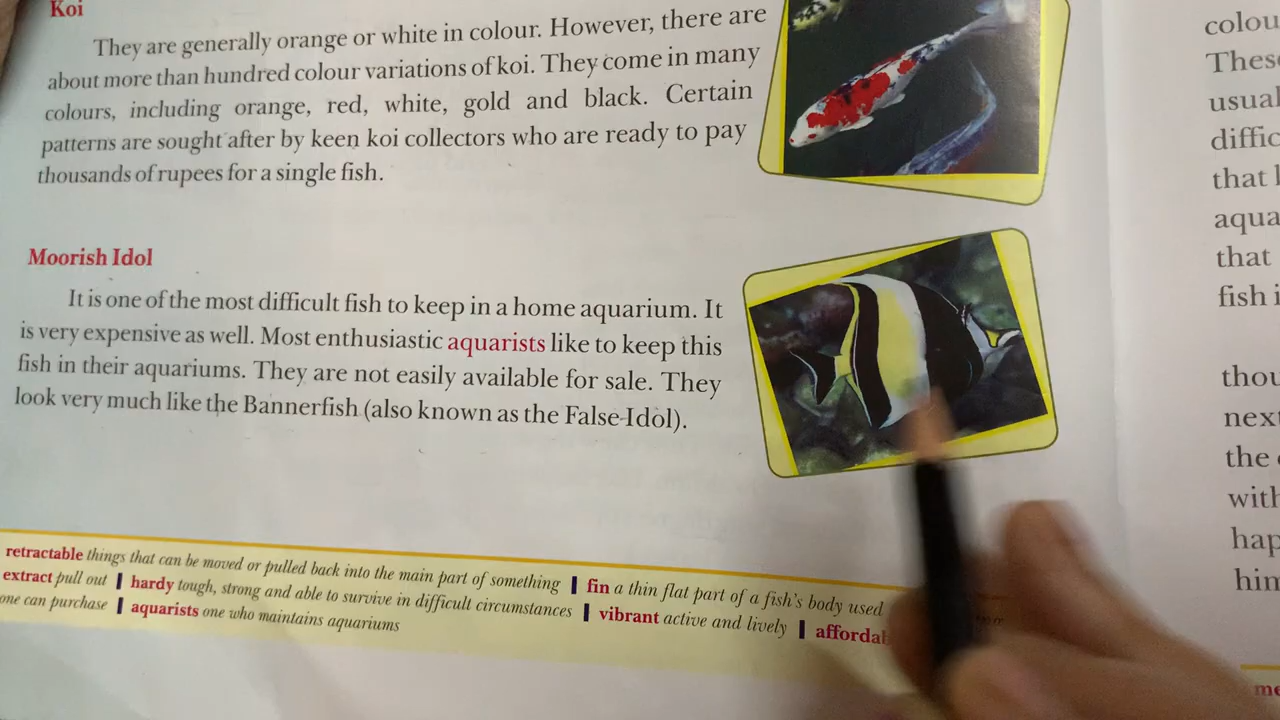 Koi
They are generally orange or white in colour. However, there are
about more than hundred colour variations of koi. They come in many
colours, including orange, red, white, gold and black. Certain
patterns are sought after by keen koi collectors who are ready to pay
thousands of rupees for a single fish.
Moorish Idol
It is one of the most difficult fish to keep in a home aquarium. It
is very expensive as well. Most enthusiastic aquarists like to keep this
fish in their aquariums. They are not easily available for sale. They
look very much like the Bannerfish (also known as the False-Idol).
retractable things that can be moved or pulled back into the main part of something | fin a thin flat part of a fish's body used
extract pull out | hardy tough, strong and able to survive in difficult circumstances | vibrant active and lively |
one can purchase | aquarists one who maintains aquariums
colou
These
usual
diffic
that
aqua
that
fish i
thou
next
the
with
hap
him